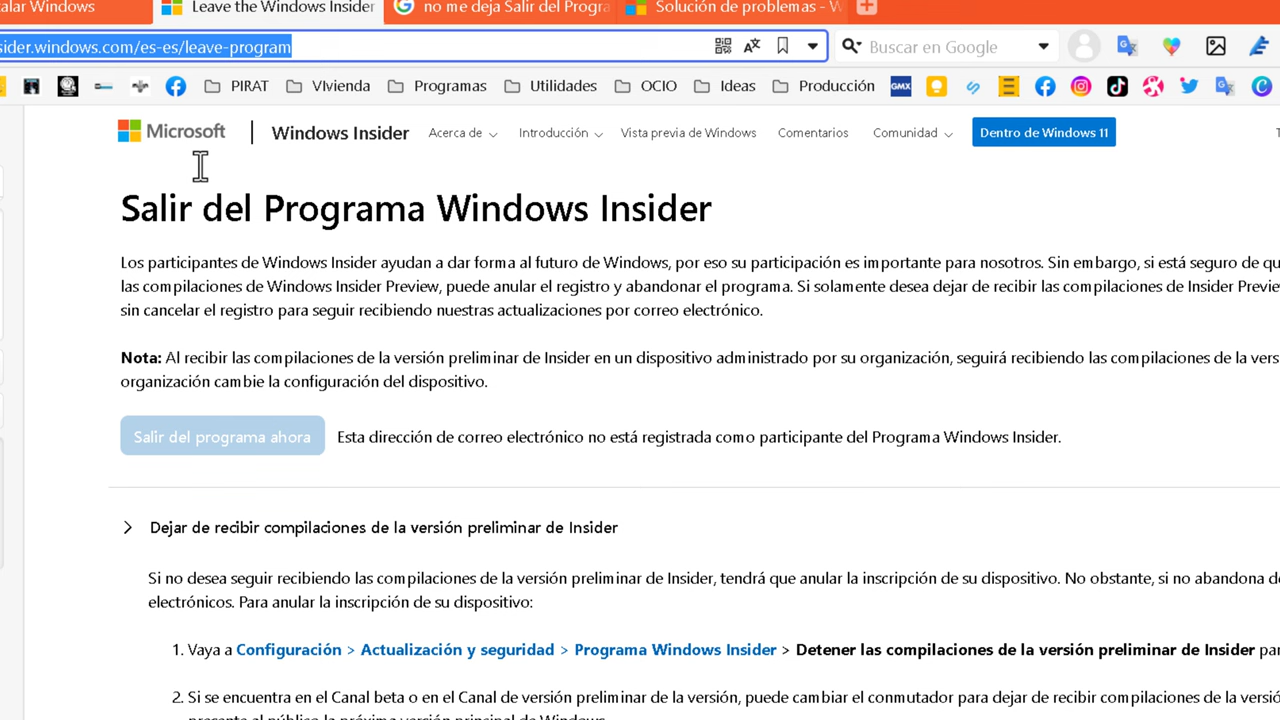 alar Windows
Leave the Windows Insider
no me deja Salir del Progra
Solución de problemas - W
sider.windows.com/es-es/leave-program
Buscar en Google
PIRAT
VIvienda
Programas
Utilidades
OCIO
Ideas
Producción
GMX
Microsoft
Windows Insider
Acerca de
Introducción
Vista previa de Windows
Comentarios
Comunidad
Dentro de Windows 11
Salir del Programa Windows Insider
Los participantes de Windows Insider ayudan a dar forma al futuro de Windows, por eso su participación es importante para nosotros. Sin embargo, si está seguro de qu
las compilaciones de Windows Insider Preview, puede anular el registro y abandonar el programa. Si solamente desea dejar de recibir las compilaciones de Insider Previe
sin cancelar el registro para seguir recibiendo nuestras actualizaciones por correo electrónico.
Nota: Al recibir las compilaciones de la versión preliminar de Insider en un dispositivo administrado por su organización, seguirá recibiendo las compilaciones de la vers
organización cambie la configuración del dispositivo.
Salir del programa ahora
Esta dirección de correo electrónico no está registrada como participante del Programa Windows Insider.
Dejar de recibir compilaciones de la versión preliminar de Insider
Si no desea seguir recibiendo las compilaciones de la versión preliminar de Insider, tendrá que anular la inscripción de su dispositivo. No obstante, si no abandona d
electrónicos. Para anular la inscripción de su dispositivo:
1. Vaya a Configuración > Actualización y seguridad > Programa Windows Insider > Detener las compilaciones de la versión preliminar de Insider par
2. Si se encuentra en el Canal beta o en el Canal de versión preliminar de la versión, puede cambiar el conmutador para dejar de recibir compilaciones de la versió
presente al público la próxima versión principal de Windows.